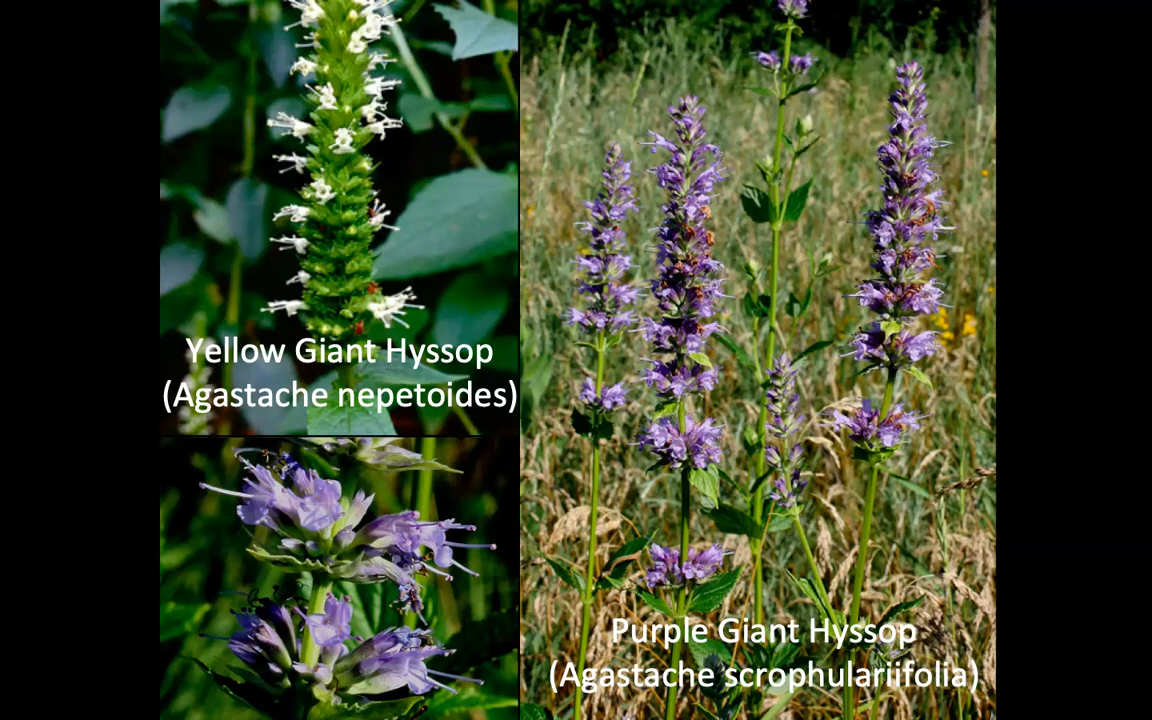 Yellow Giant Hyssop
(Agastache nepetoides)
Purple Giant Hyssop
(Agastache scrophulariifolia)